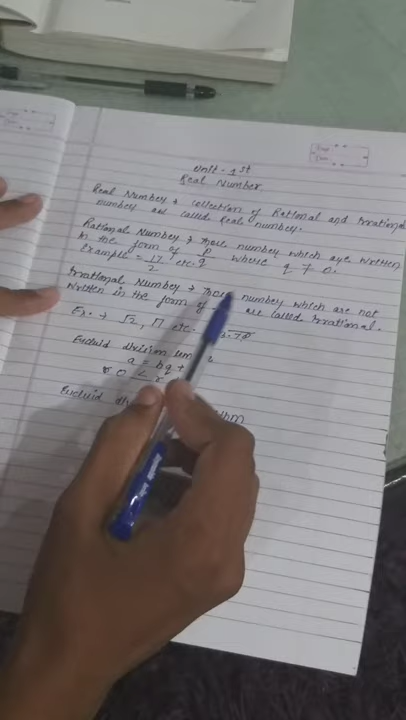 Unit - 1st
Real Number
Real Number → collection of Rational and Irrational
number are called Real number.
Rational Number → Those number which are written
in the form of p/q where q ≠ 0.
Example = 17/2 etc.
Irrational Number → Those number which are not
written in the form of are called Irrational.
Ex. → √2, π etc.
Euclid division
a = bq +
0 ≤ r
Euclid